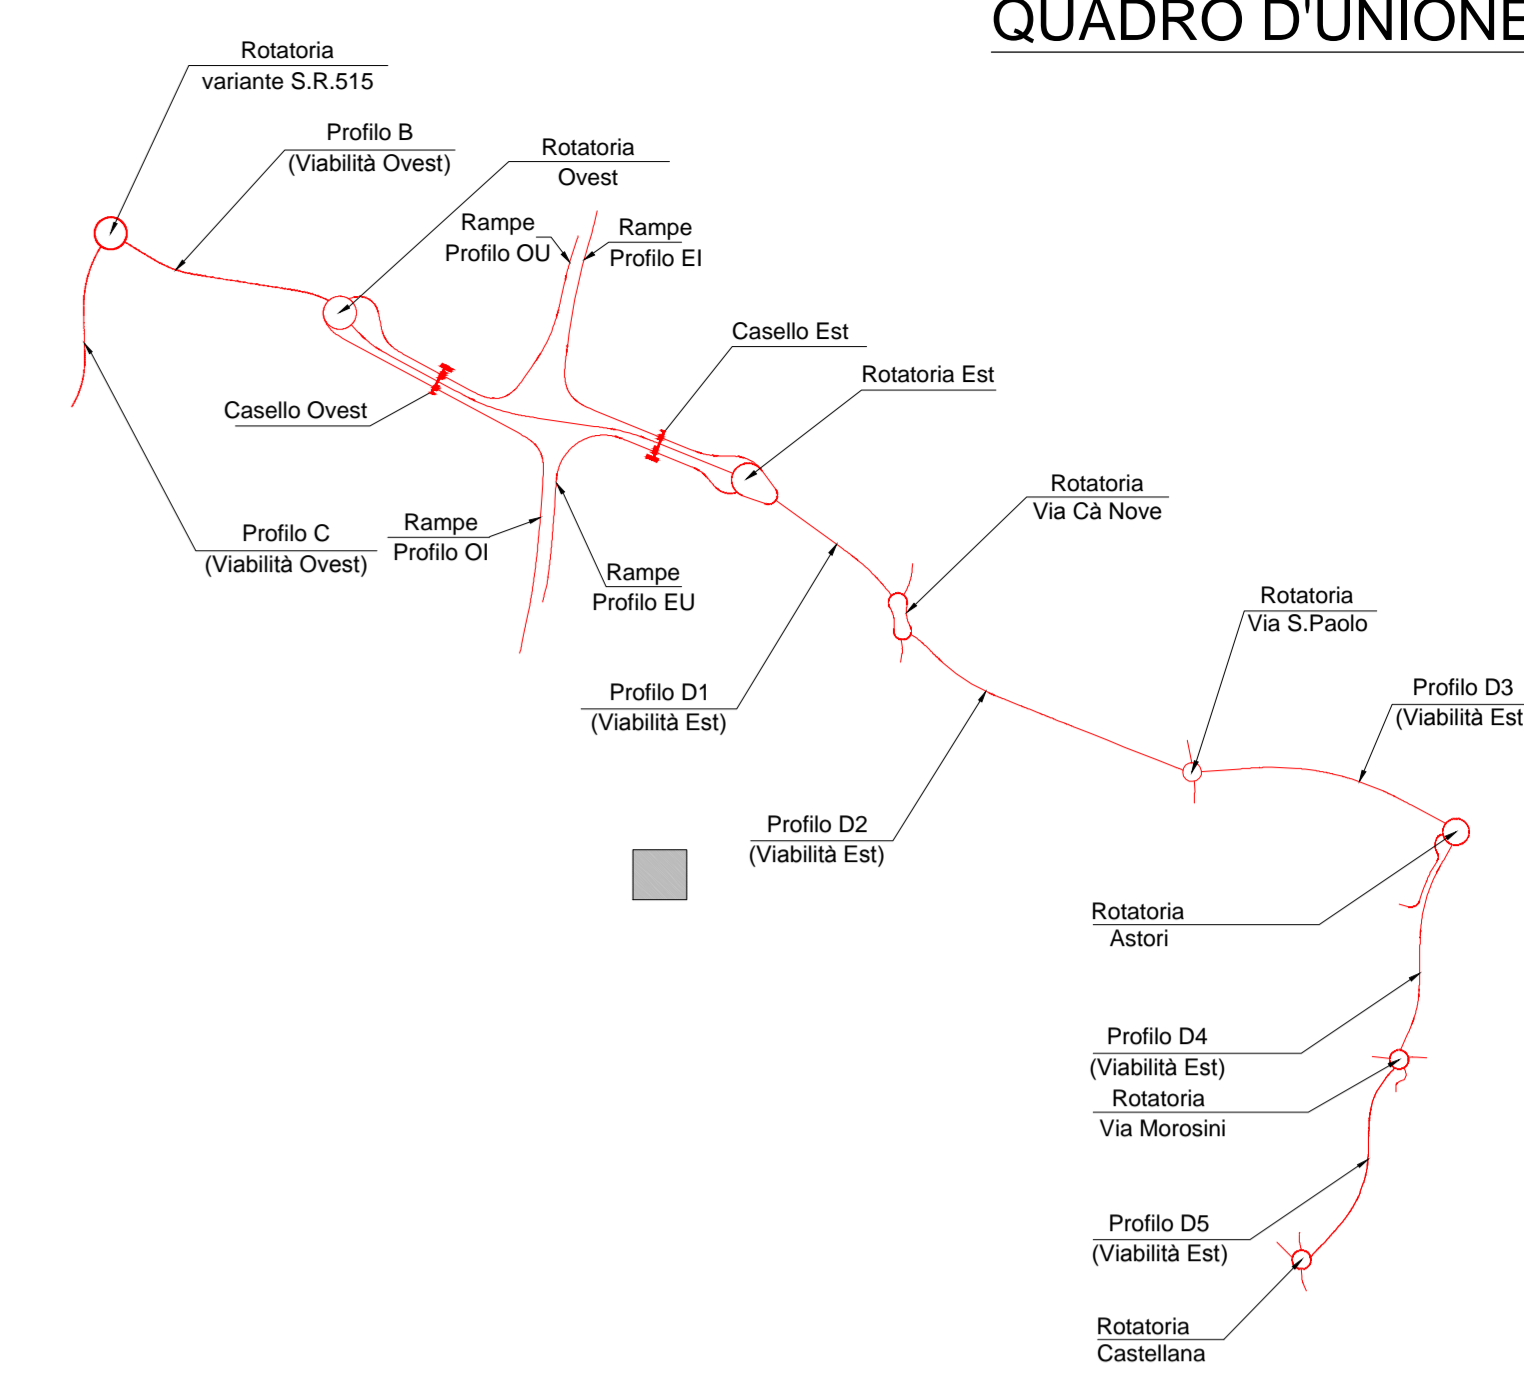 QUADRO D'UNIONE
Rotatoria
variante S.R.515
Profilo B
(Viabilità Ovest)
Rotatoria
Ovest
Rampe
Profilo OU
Rampe
Profilo EI
Casello Est
Rotatoria Est
Casello Ovest
Profilo C
(Viabilità Ovest)
Rampe
Profilo OI
Rampe
Profilo EU
Rotatoria
Via Cà Nove
Rotatoria
Via S.Paolo
Profilo D1
(Viabilità Est)
Profilo D3
(Viabilità Est
Profilo D2
(Viabilità Est)
Rotatoria
Astori
Profilo D4
(Viabilità Est)
Rotatoria
Via Morosini
Profilo D5
(Viabilità Est)
Rotatoria
Castellana